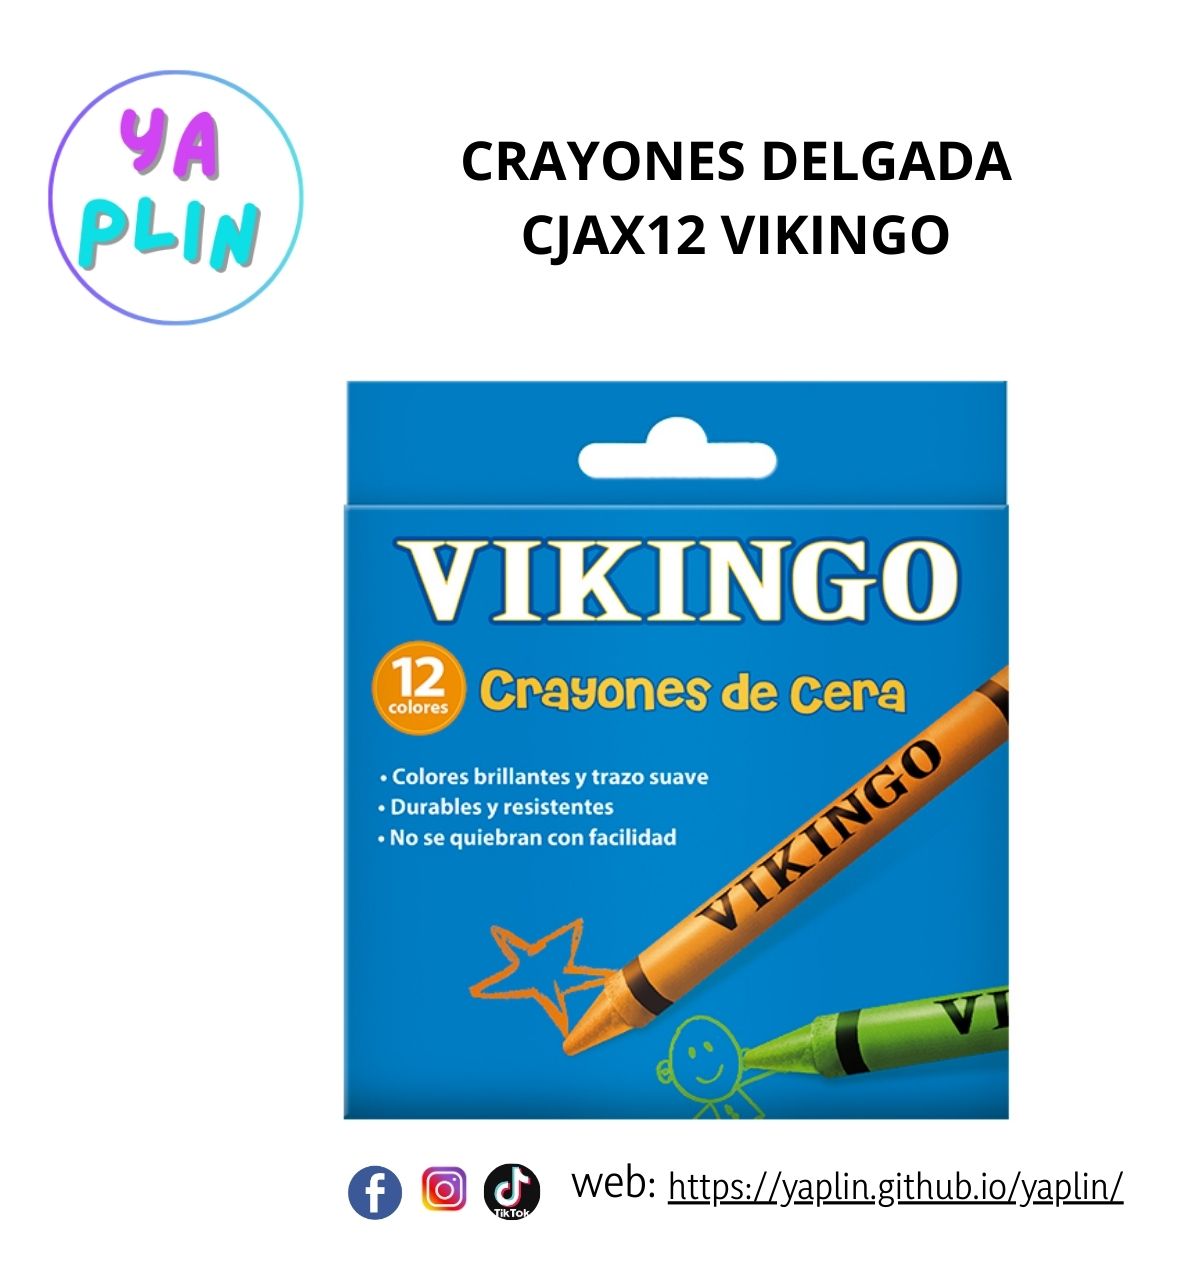 YA
PLIN
CRAYONES DELGADA
CJAX12 VIKINGO
VIKINGO
12
colores
Crayones de Cera
• Colores brillantes y trazo suave
• Durables y resistentes
• No se quiebran con facilidad
VIKINGO
VI
TikTok
web: https://yaplin.github.io/yaplin/